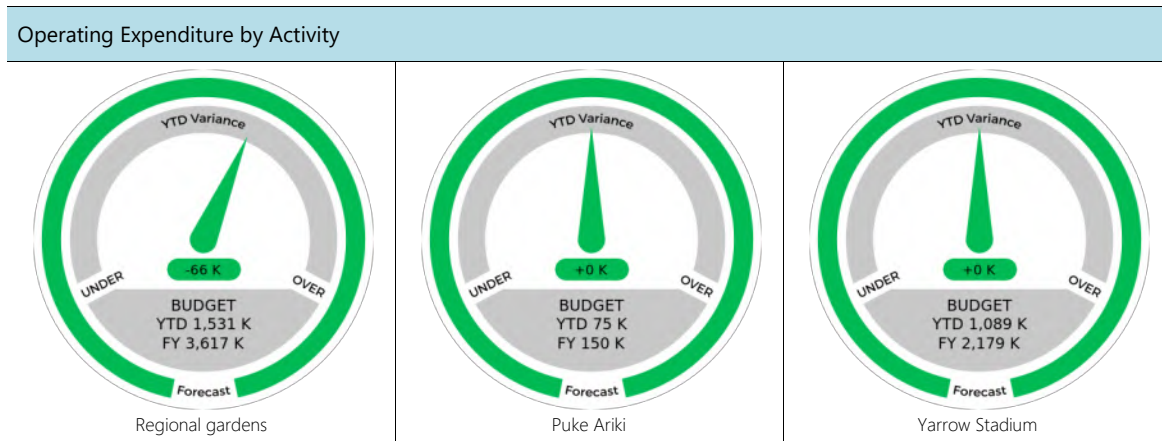 Operating Expenditure by Activity
YTD Variance
-66 K
UNDER
OVER
BUDGET
YTD 1,531 K
FY 3,617 K
Forecast
Regional gardens
YTD Variance
+0 K
UNDER
OVER
BUDGET
YTD 75 K
FY 150 K
Forecast
Puke Ariki
YTD Variance
+0 K
UNDER
OVER
BUDGET
YTD 1,089 K
FY 2,179 K
Forecast
Yarrow Stadium